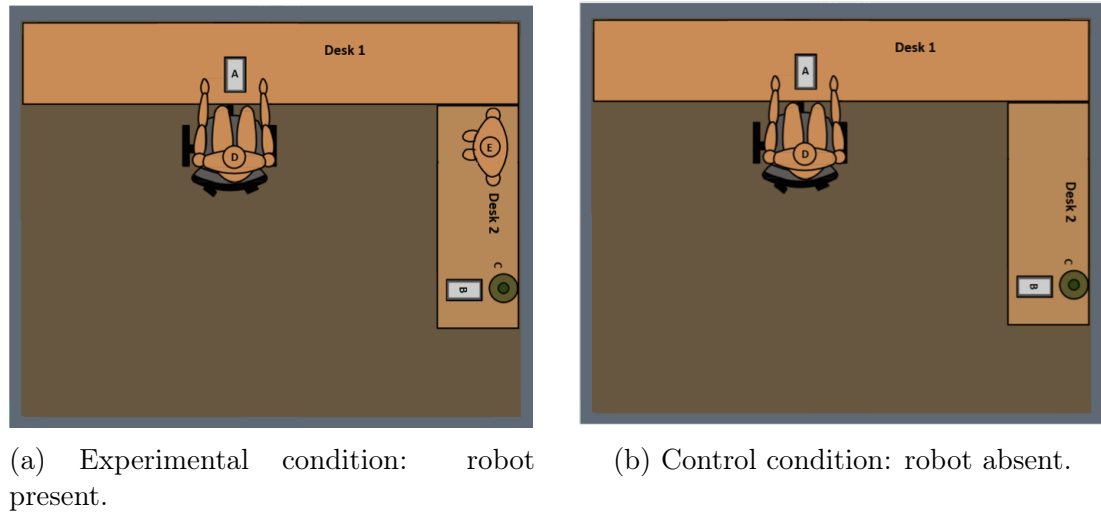 Desk 1
A
D
E
Desk 2
C
B
(a) Experimental condition: robot
present.
Desk 1
A
D
Desk 2
C
B
(b) Control condition: robot absent.